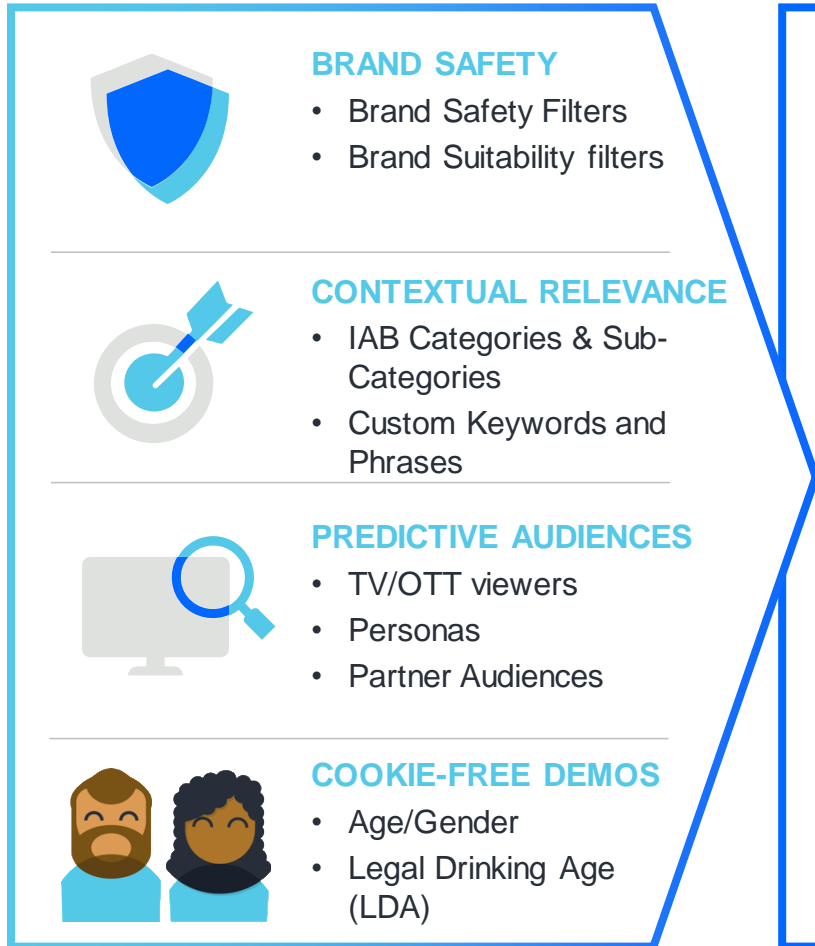 BRAND SAFETY
• Brand Safety Filters
• Brand Suitability filters
CONTEXTUAL RELEVANCE
• IAB Categories & Sub-
Categories
• Custom Keywords and
Phrases
PREDICTIVE AUDIENCES
• TV/OTT viewers
• Personas
• Partner Audiences
COOKIE-FREE DEMOS
• Age/Gender
• Legal Drinking Age
(LDA)